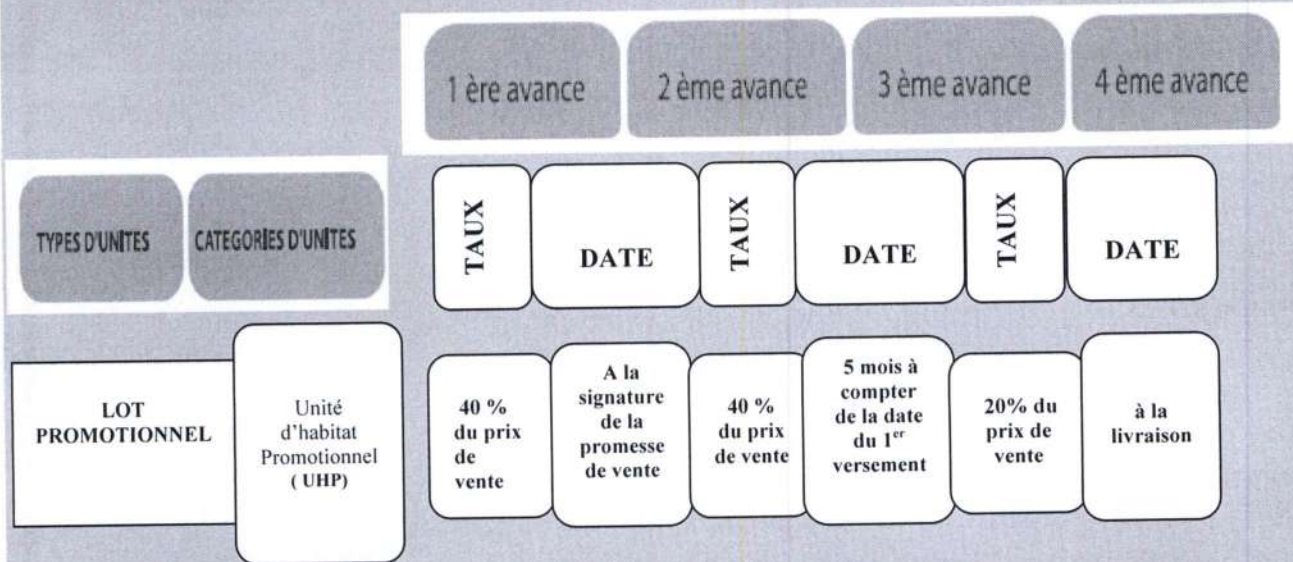 1 ère avance 2 ème avance 3 ème avance 4 ème avance
TYPES D'UNITES CATEGORIES D'UNITES TAUX DATE TAUX DATE TAUX DATE
LOT
PROMOTIONNEL
Unité
d'habitat
Promotionnel
( UHP)
40 %
du prix
de
vente
A la
signature
de la
promesse
de vente
40 %
du prix
de vente
5 mois à
compter
de la date
du 1er
versement
20% du
prix de
vente
à la
livraison